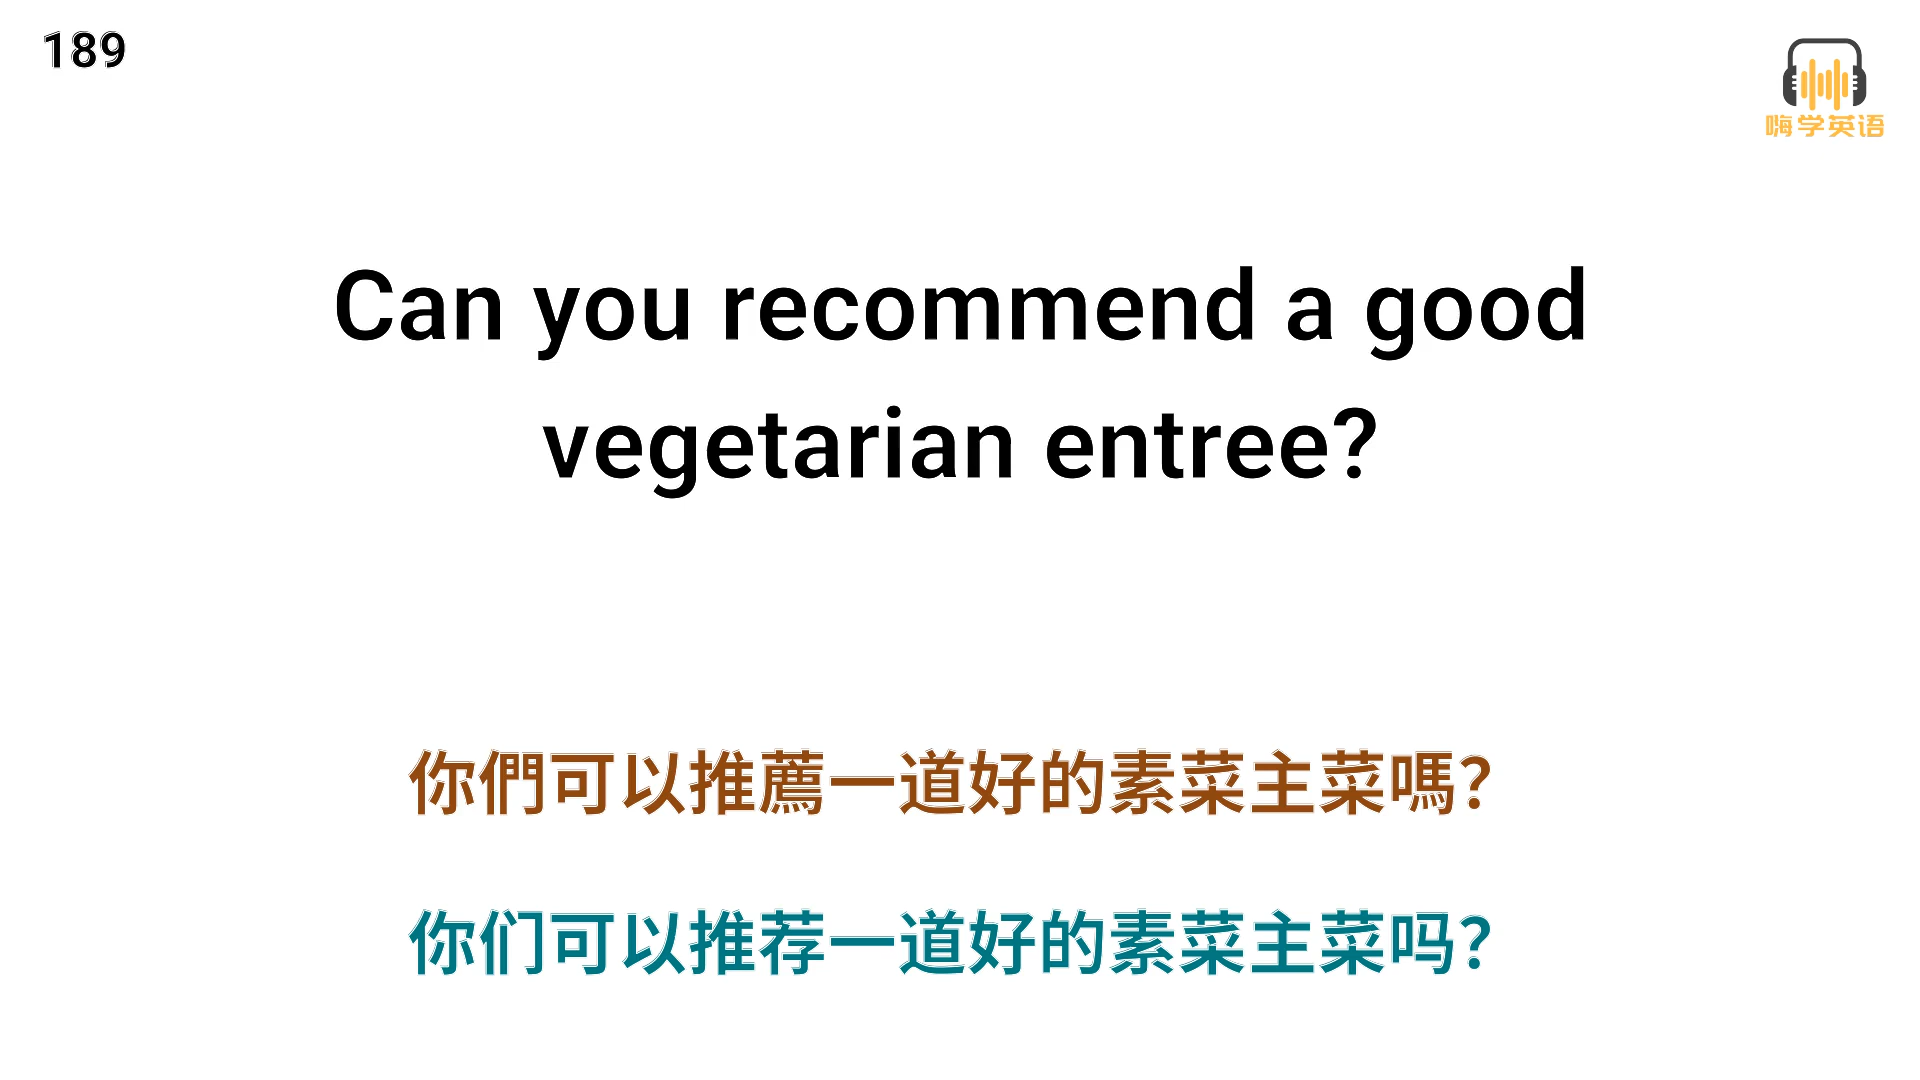 189
嗨学英语
Can you recommend a good
vegetarian entree?
你們可以推薦一道好的素菜主菜嗎?
你们可以推荐一道好的素菜主菜吗?